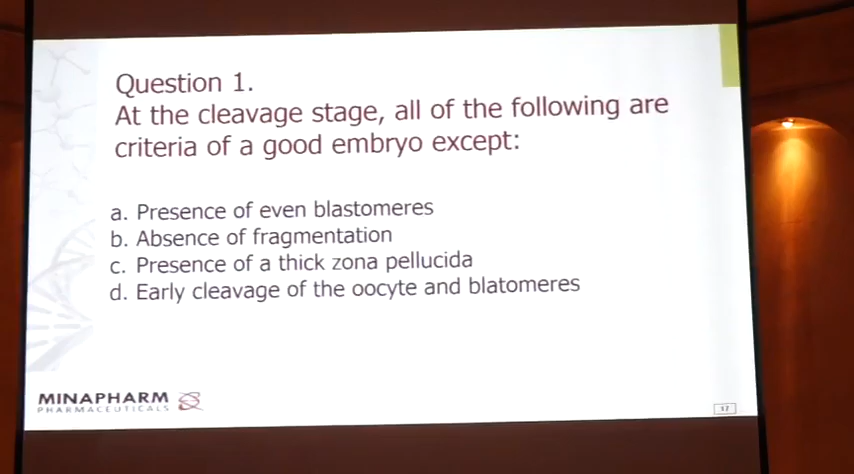 Question 1.
At the cleavage stage, all of the following are
criteria of a good embryo except:
a. Presence of even blastomeres
b. Absence of fragmentation
c. Presence of a thick zona pellucida
d. Early cleavage of the oocyte and blatomeres
MINAPHARM
PHARMACEUTICALS
17